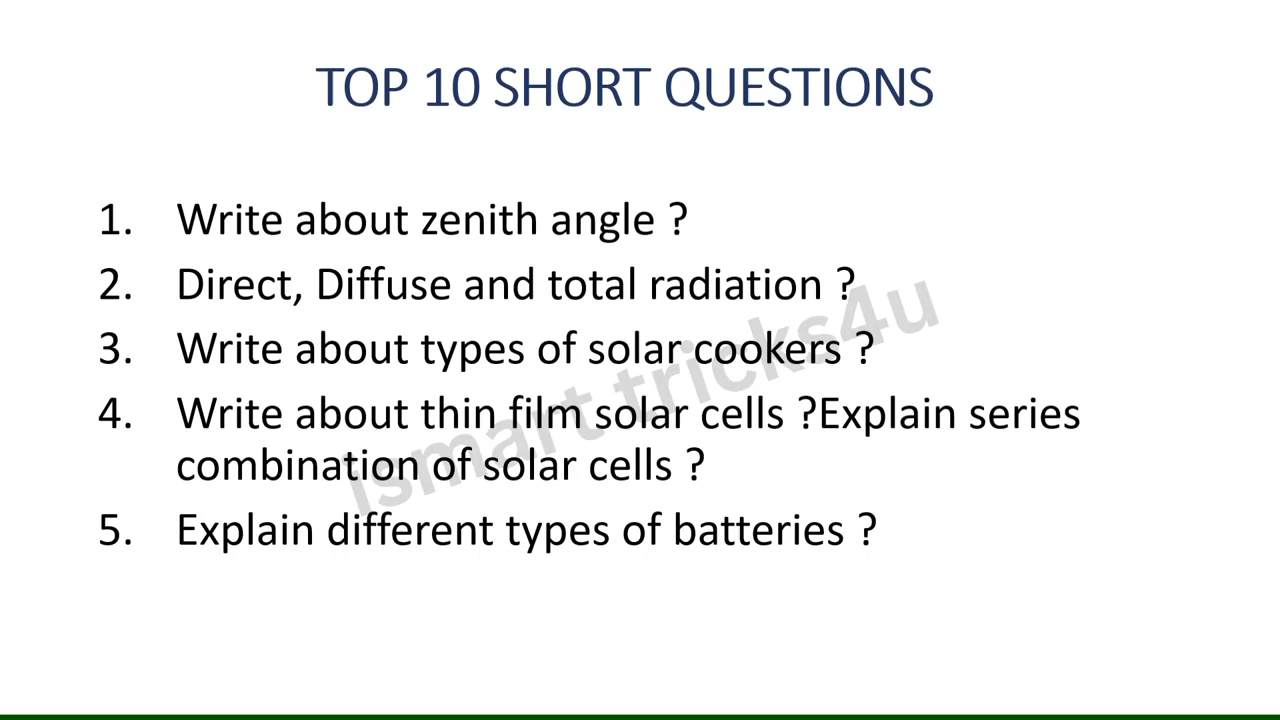 TOP 10 SHORT QUESTIONS
1. Write about zenith angle ?
2. Direct, Diffuse and total radiation ?
3. Write about types of solar cookers ?
4. Write about thin film solar cells ?Explain series
combination of solar cells ?
5. Explain different types of batteries ?
ismart tricks4u